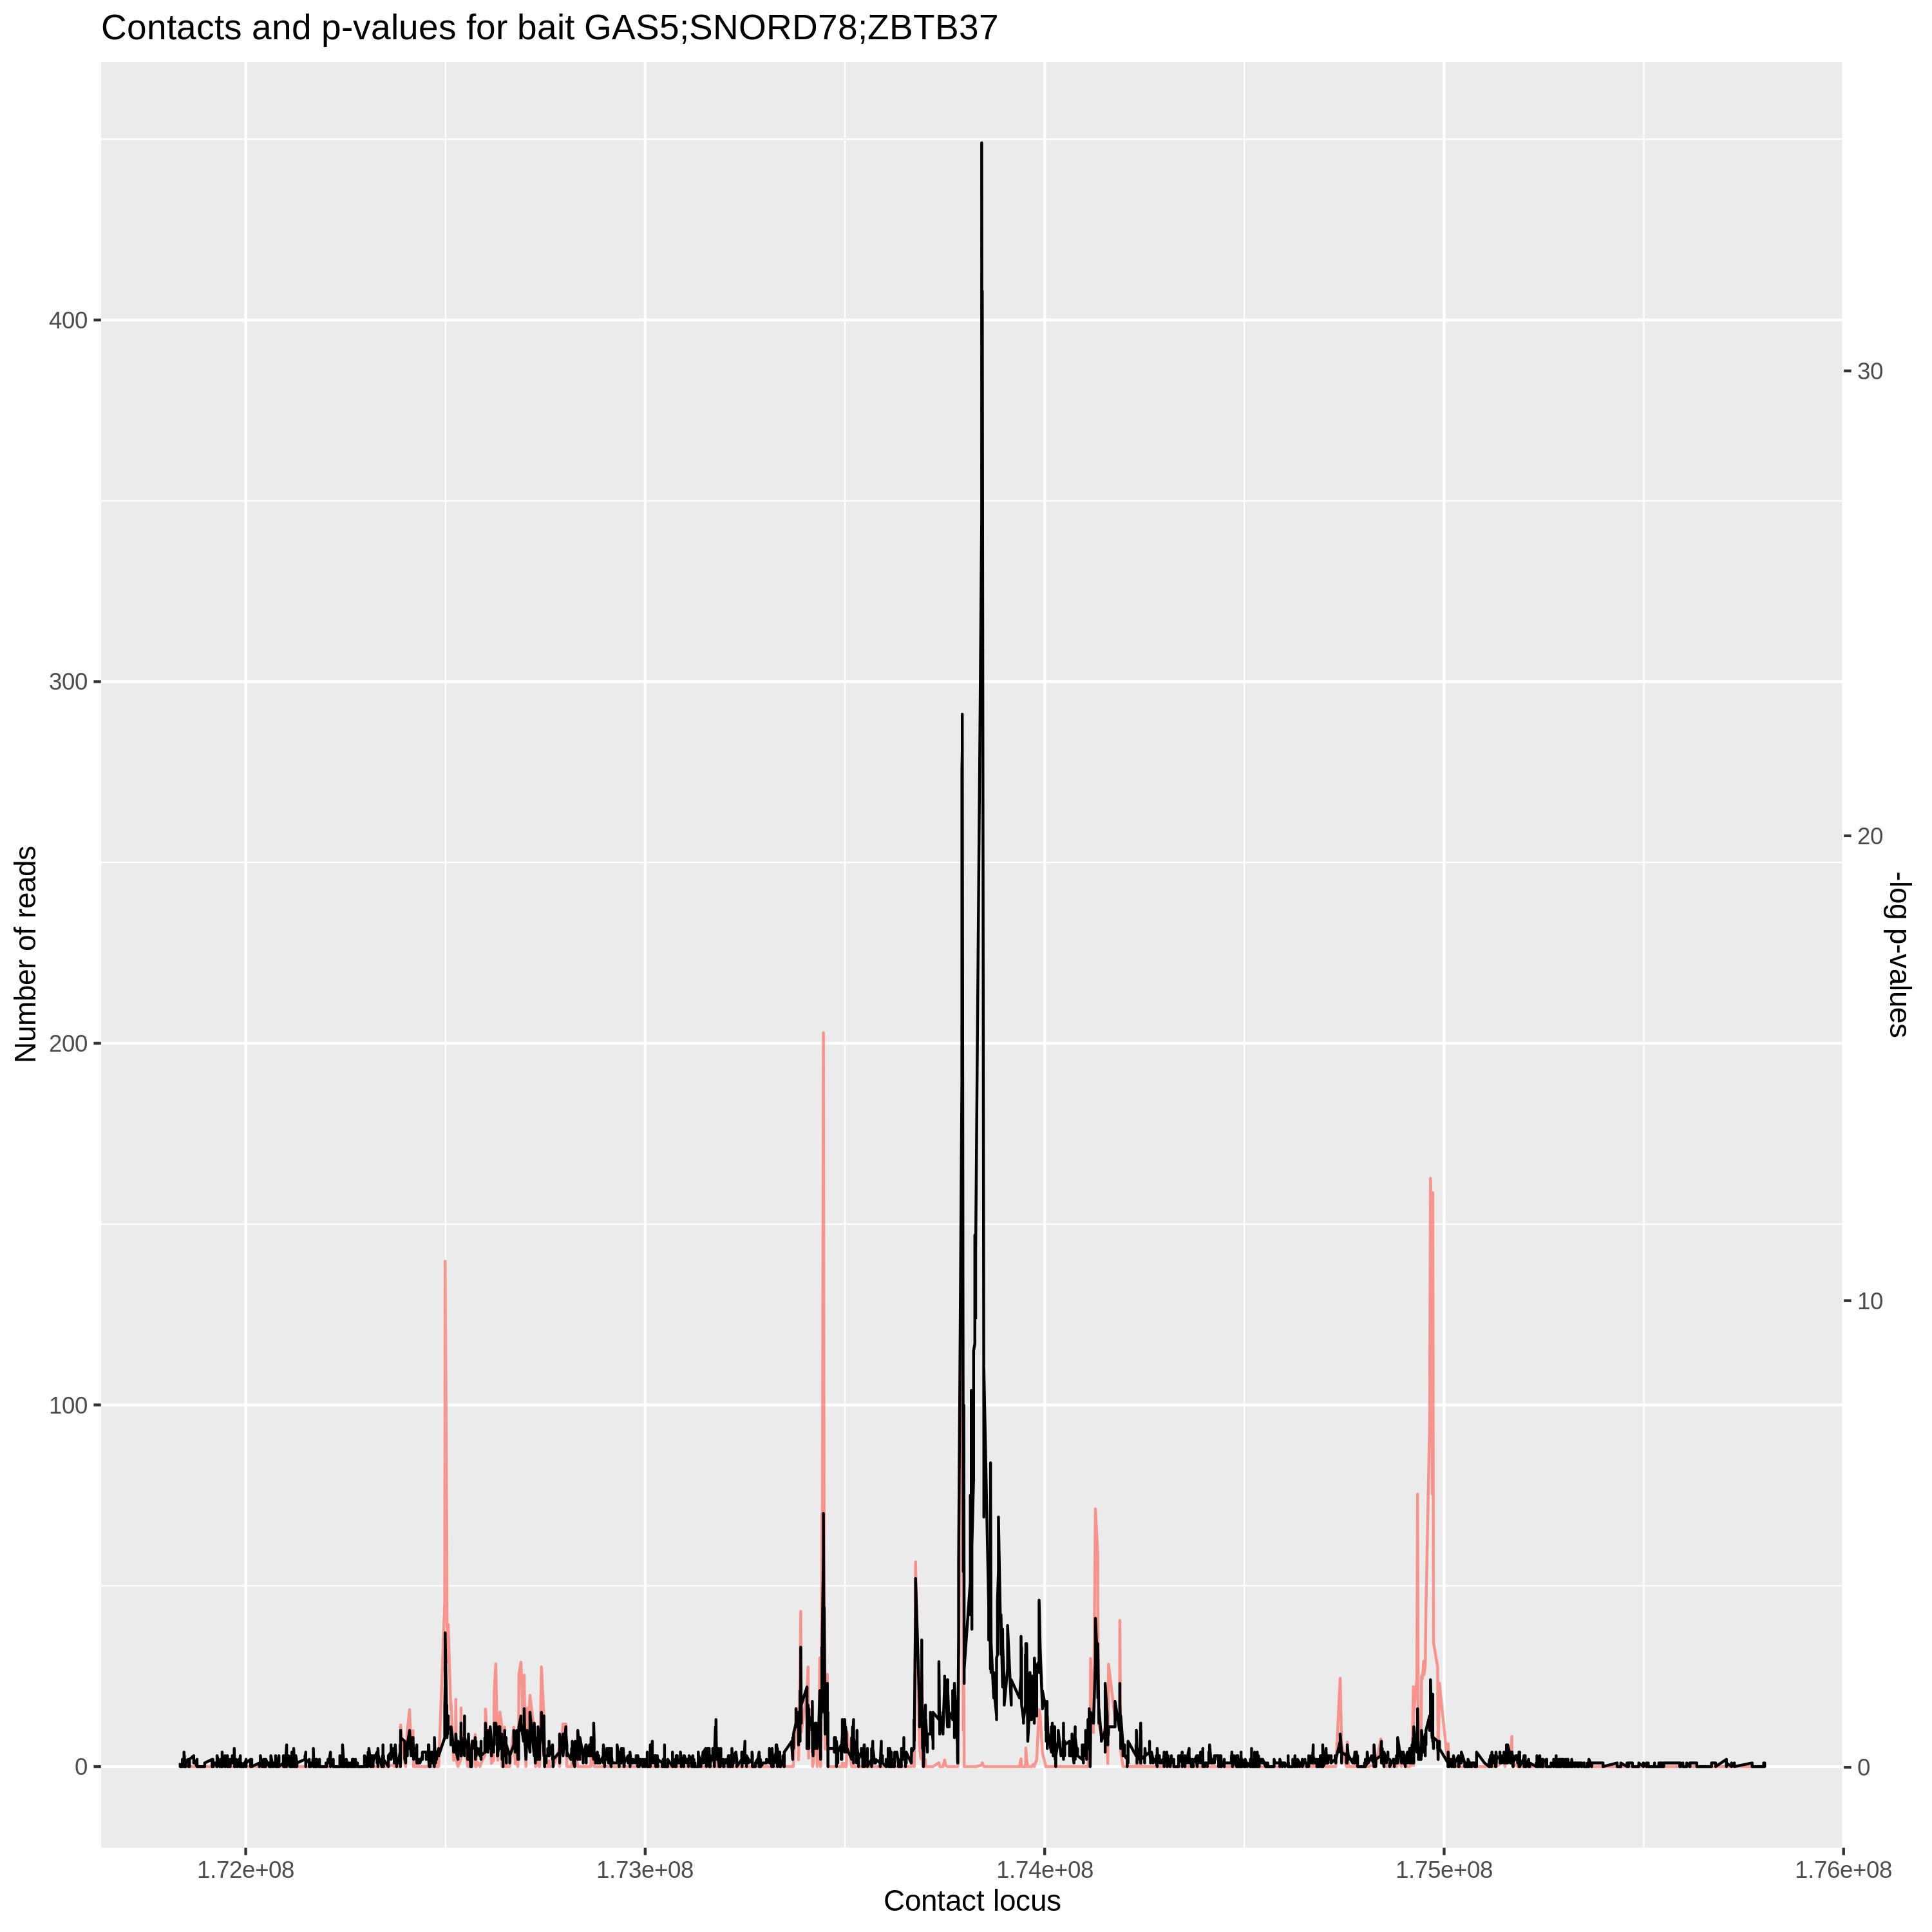 Contacts and p-values for bait GAS5;SNORD78;ZBTB37
400
300
200
100
0
Number of reads
30
20
10
0
-log p-values
1.72e+08
1.73e+08
1.74e+08
1.75e+08
1.76e+08
Contact locus